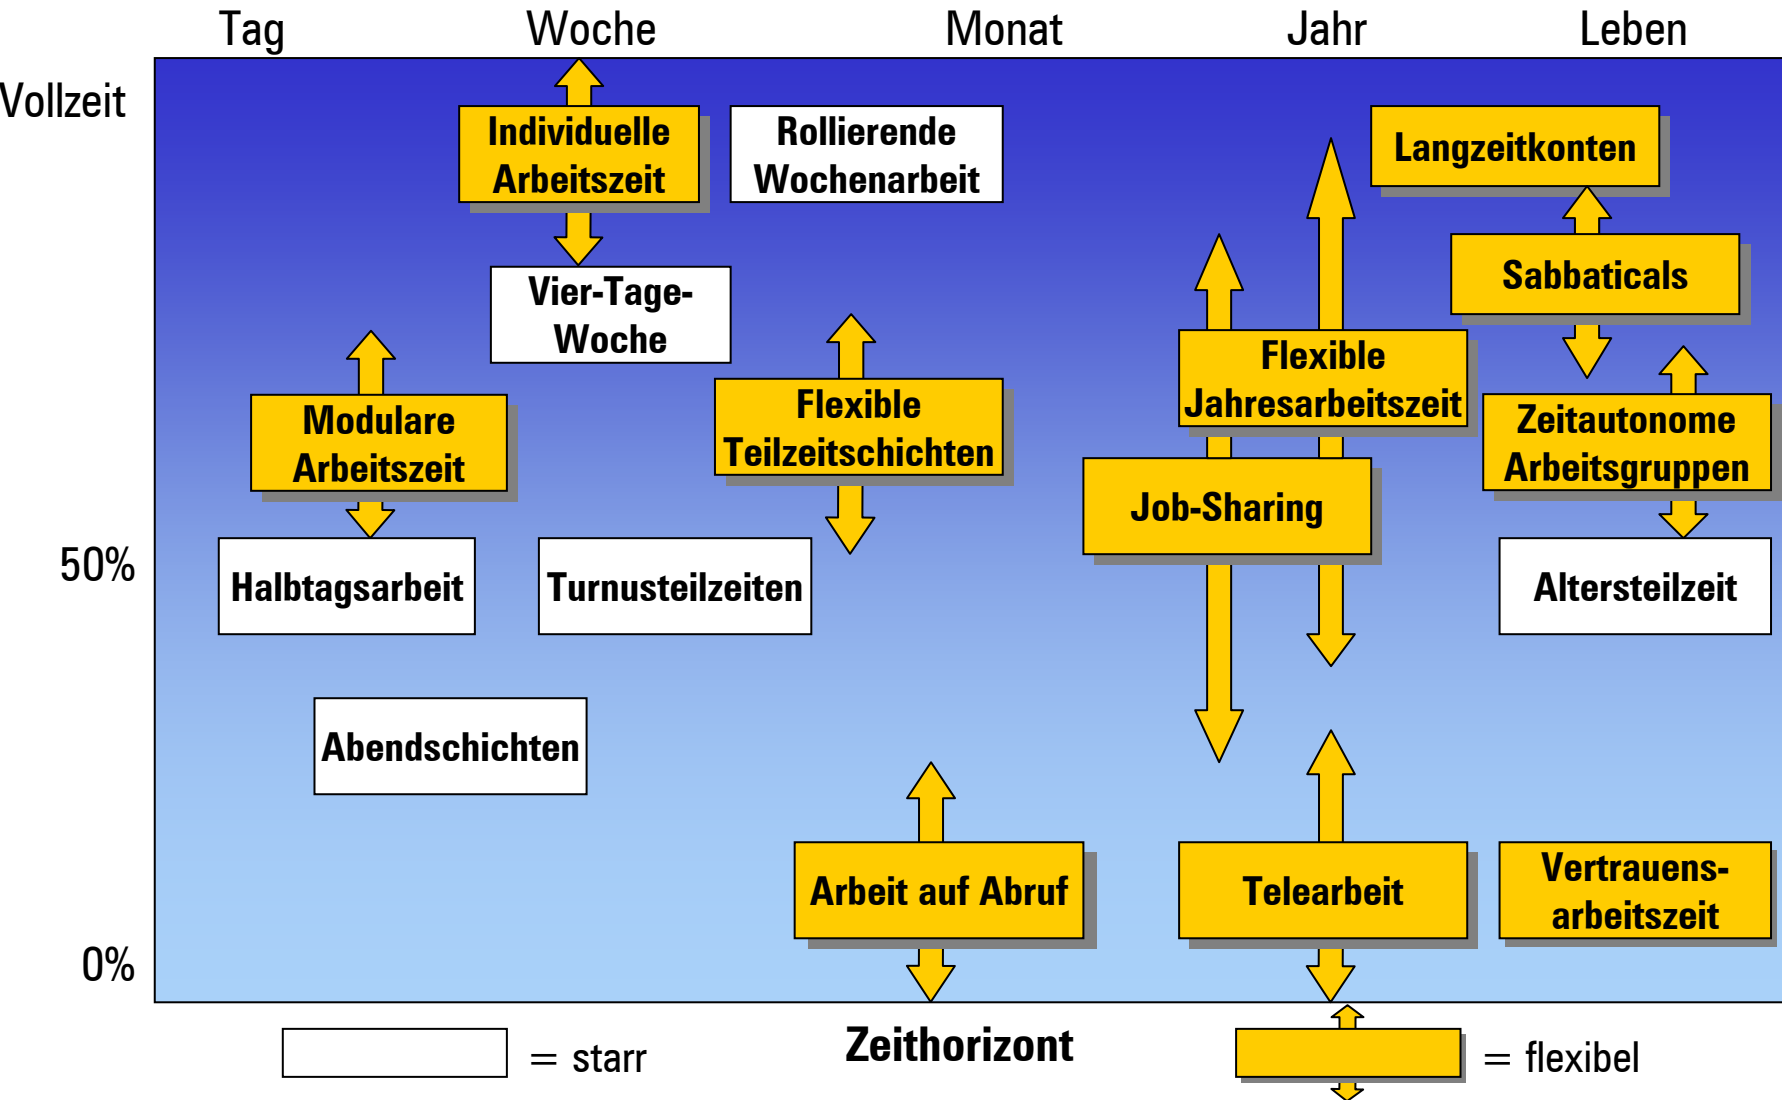 Tag Woche Monat Jahr Leben
Vollzeit
Individuelle
Arbeitszeit
Rollierende
Wochenarbeit
Langzeitkonten
Sabbaticals
Vier-Tage-
Woche
Flexible
Jahresarbeitszeit
Modulare
Arbeitszeit
Flexible
Teilzeitschichten
Zeitautonome
Arbeitsgruppen
Job-Sharing
50%
Halbtagsarbeit
Turnusteilzeiten
Altersteilzeit
Abendschichten
Arbeit auf Abruf
Telearbeit
Vertrauens-
arbeitszeit
0%
= starr
Zeithorizont
= flexibel